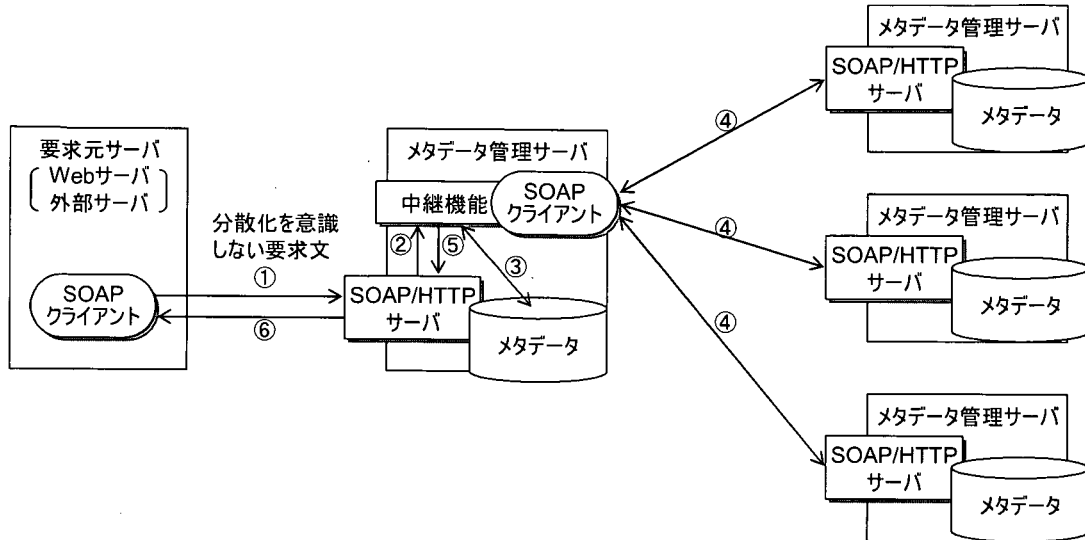 要求元サーバ
Webサーバ
外部サーバ
分散化を意識
しない要求文
①
SOAP
クライアント
⑥
メタデータ管理サーバ
中継機能
SOAP
クライアント
②
⑤
③
SOAP/HTTP
サーバ
メタデータ
④
④
④
メタデータ管理サーバ
SOAP/HTTP
サーバ
メタデータ
メタデータ管理サーバ
SOAP/HTTP
サーバ
メタデータ
メタデータ管理サーバ
SOAP/HTTP
サーバ
メタデータ